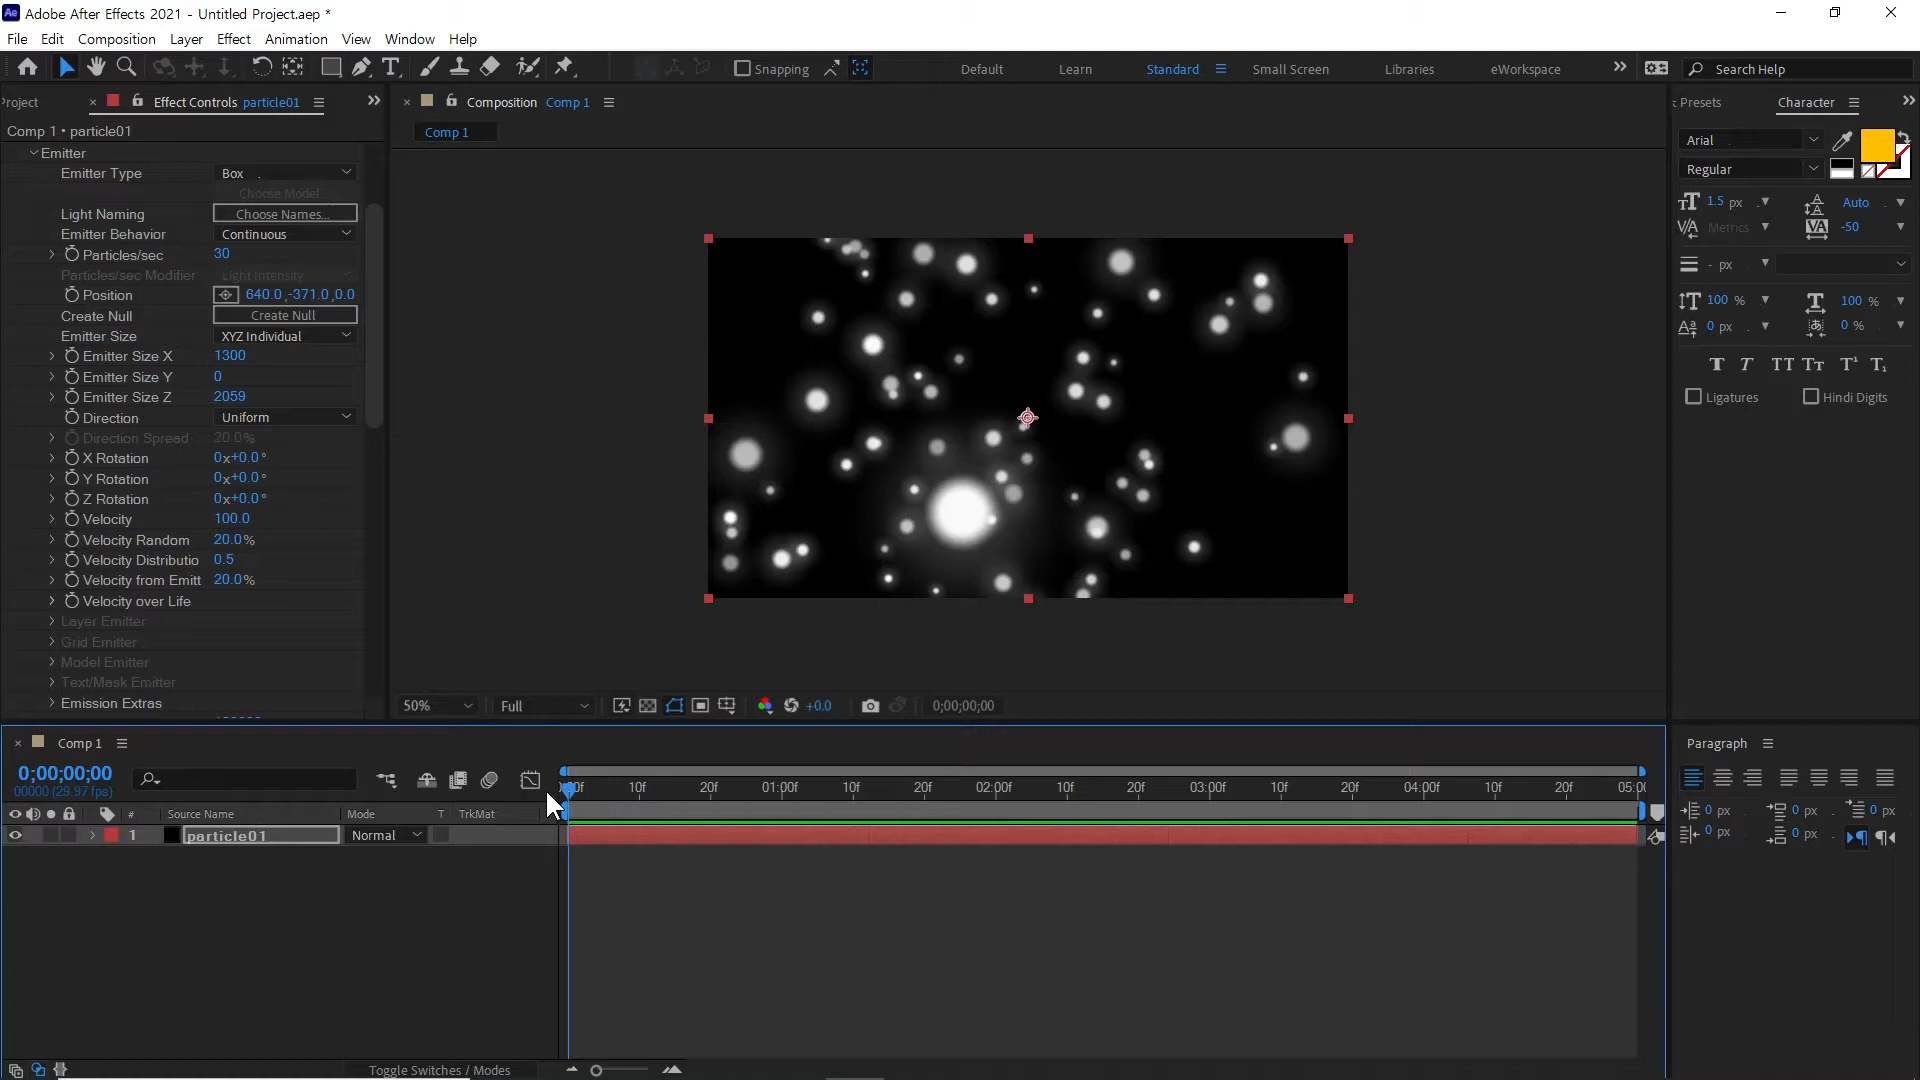 Adobe After Effects 2021 - Untitled Project.aep *
File Edit Composition Layer Effect Animation View Window Help
Snapping Default Learn Standard Small Screen Libraries eWorkspace Search Help
Project Effect Controls particle01 Composition Comp 1 Presets Character
Comp 1 • particle01 Comp 1
Emitter
Emitter Type Box
Choose Model
Light Naming Choose Names...
Emitter Behavior Continuous
Particles/sec 30
Particles/sec Modifier Light Intensity
Position 640.0,-371.0,0.0
Create Null Create Null
Emitter Size XYZ Individual
Emitter Size X 1300
Emitter Size Y 0
Emitter Size Z 2059
Direction Uniform
Direction Spread 20.0%
X Rotation 0x+0.0°
Y Rotation 0x+0.0°
Z Rotation 0x+0.0°
Velocity 100.0
Velocity Random 20.0%
Velocity Distributio 0.5
Velocity from Emitt 20.0%
Velocity over Life
Layer Emitter
Grid Emitter
Model Emitter
Text/Mask Emitter
Emission Extras
50% Full +0.0 0;00;00;00
Arial
Regular
1.5 px Auto
Metrics -50
- px
100 % 100 %
0 px 0 %
T T TT Tт T¹ T₁
Ligatures Hindi Digits
Comp 1
0;00;00;00
00000 (29.97 fps)
00f 10f 20f 01:00f 10f 20f 02:00f 10f 20f 03:00f 10f 20f 04:00f 10f 20f 05:00
# Source Name Mode T TrkMat
1 particle01 Normal
Toggle Switches / Modes
Paragraph
0 px 0 px 0 px
0 px 0 px